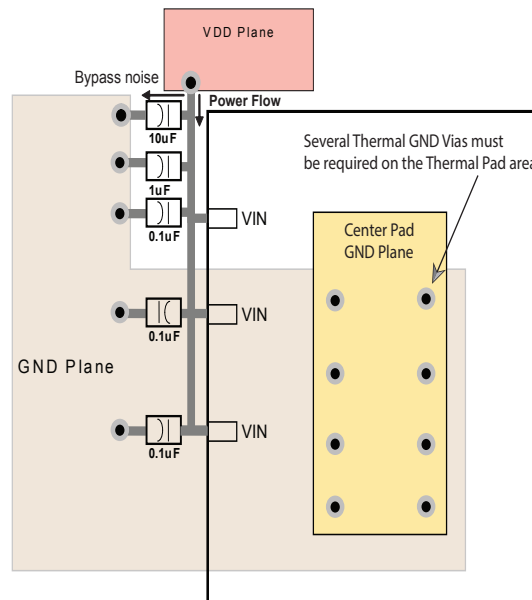 VDD Plane
Bypass noise
Power Flow
10uF
Several Thermal GND Vias must
be required on the Thermal Pad area
1uF
0.1uF
VIN
Center Pad
GND Plane
VIN
0.1uF
GND Plane
VIN
0.1uF